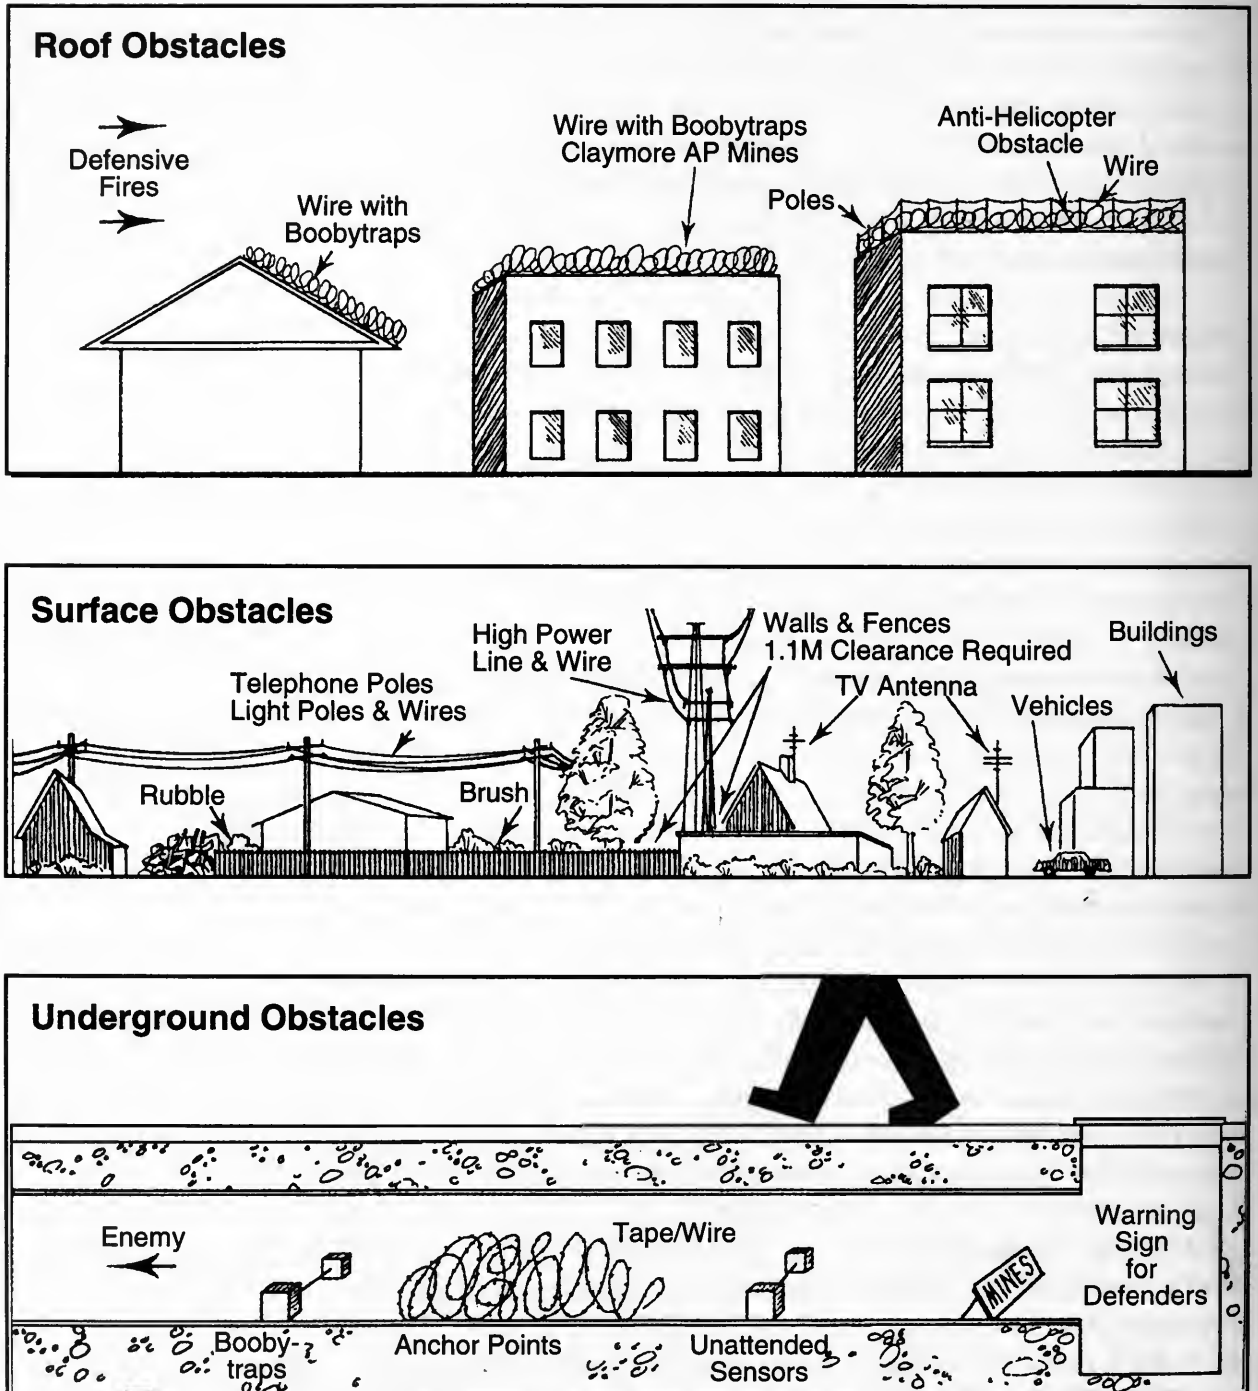 Roof Obstacles
Defensive
Fires
Wire with
Boobytraps
Wire with Boobytraps
Claymore AP Mines
Poles
Anti-Helicopter
Obstacle
Wire
Surface Obstacles
Telephone Poles
Light Poles & Wires
High Power
Line & Wire
Walls & Fences
1.1M Clearance Required
TV Antenna
Vehicles
Buildings
Rubble
Brush
Underground Obstacles
Enemy
Tape/Wire
MINES
Warning
Sign
for
Defenders
Booby-
traps
Anchor Points
Unattended
Sensors